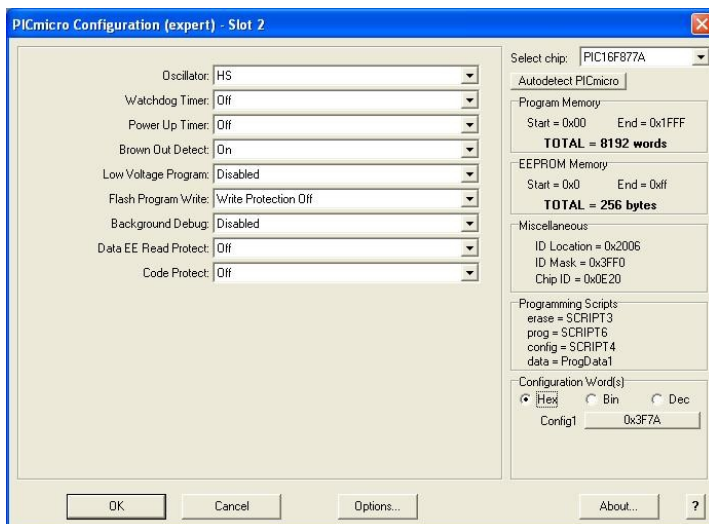 PICmicro Configuration (expert) - Slot 2
Oscillator: HS
Watchdog Timer: Off
Power Up Timer: Off
Brown Out Detect: On
Low Voltage Program: Disabled
Flash Program Write: Write Protection Off
Background Debug: Disabled
Data EE Read Protect: Off
Code Protect: Off
Select chip: PIC16F877A
Autodetect PICmicro
Program Memory
Start = 0x00 End = 0x1FFF
TOTAL = 8192 words
EEPROM Memory
Start = 0x0 End = 0xff
TOTAL = 256 bytes
Miscellaneous
ID Location = 0x2006
ID Mask = 0x3FF0
Chip ID = 0x0E20
Programming Scripts
erase = SCRIPT3
prog = SCRIPT6
config = SCRIPT4
data = ProgData1
Configuration Word(s)
Hex Bin Dec
Config1 0x3F7A
OK Cancel Options... About... ?